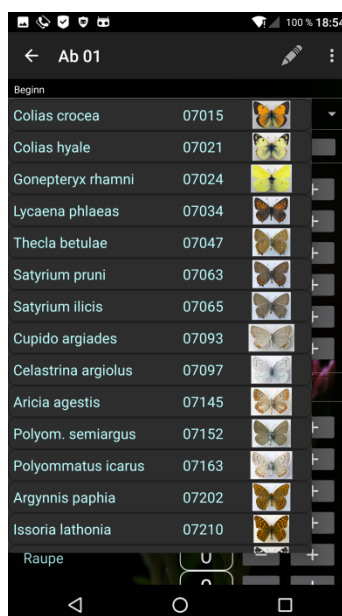 100 % 18:54
Ab 01
Beginn
Colias crocea 07015
Colias hyale 07021
Gonepteryx rhamni 07024
Lycaena phlaeas 07034
Thecla betulae 07047
Satyrium pruni 07063
Satyrium ilicis 07065
Cupido argiades 07093
Celastrina argiolus 07097
Aricia agestis 07145
Polyom. semiargus 07152
Polyommatus icarus 07163
Argynnis paphia 07202
Issoria lathonia 07210
Raupe 0 − +